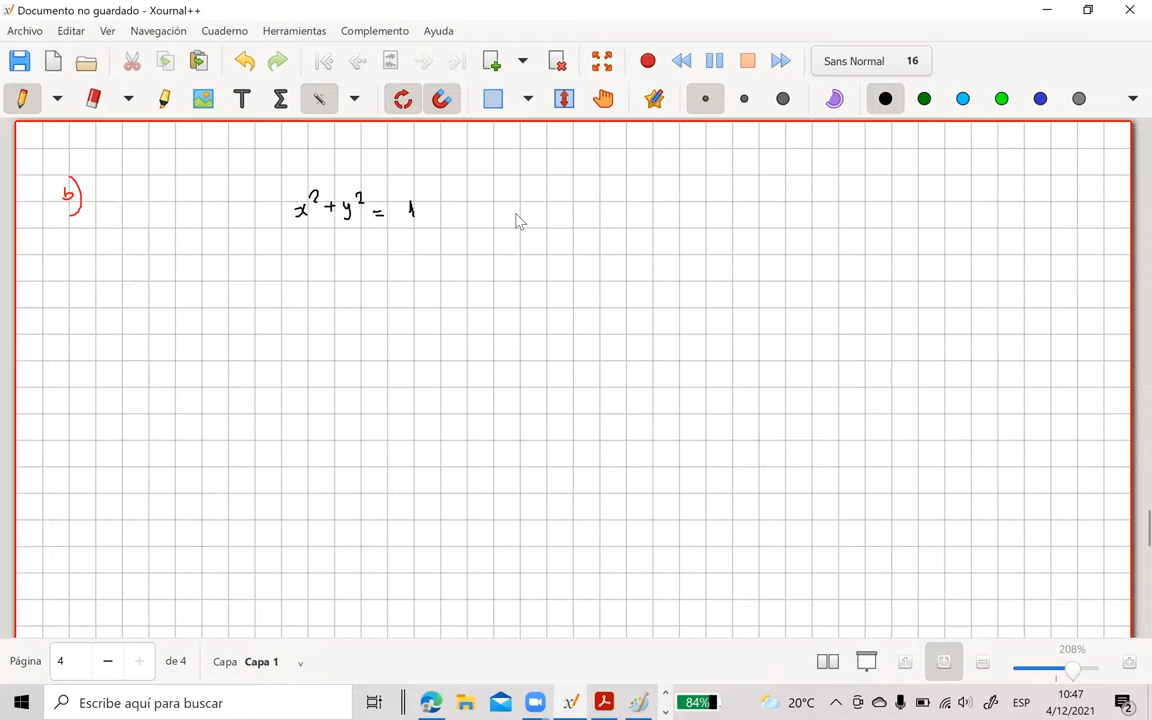 Documento no guardado - Xournal++
Archivo Editar Ver Navegación Cuaderno Herramientas Complemento Ayuda
Sans Normal 16
b)
x² + y² = 1
208%
Página 4 de 4 Capa Capa 1
Escribe aquí para buscar
84%
20°C
ESP
10:47
4/12/2021
2